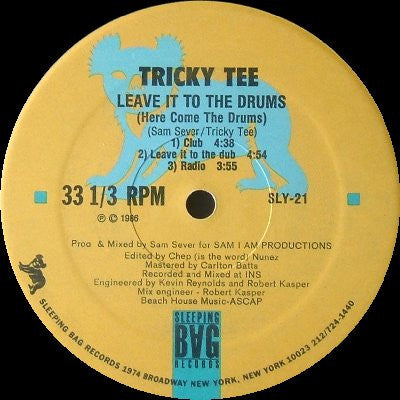 TRICKY TEE
LEAVE IT TO THE DRUMS
(Here Come The Drums)
(Sam Sever/Tricky Tee)
1) Club 4:38
2) Leave it to the dub 4:54
3) Radio 3:55
33 1/3 RPM
SLY-21
℗ © 1986
Prod & Mixed by Sam Sever for SAM I AM PRODUCTIONS
Edited by Chep (is the word) Nunez
Mastered by Carlton Batts
Recorded and Mixed at INS
Engineered by Kevin Reynolds and Robert Kasper
Mix engineer - Robert Kasper
Beach House Music-ASCAP
SLEEPING
BAG
RECORDS
SLEEPING BAG RECORDS 1974 BROADWAY NEW YORK, NEW YORK 10023 212/724-1440